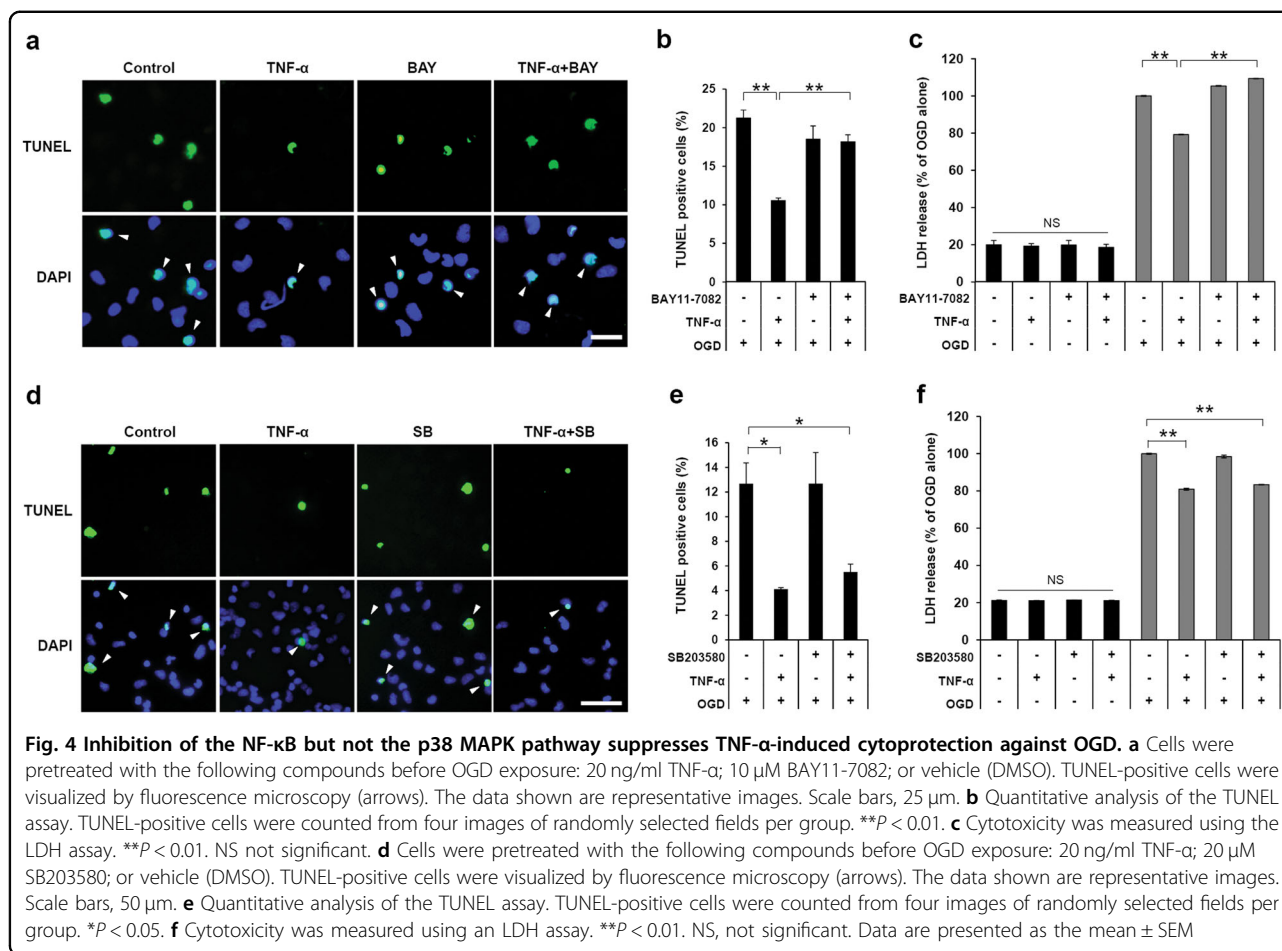 a
Control TNF-α BAY TNF-α+BAY
TUNEL
DAPI
b
TUNEL positive cells (%)
25
20
15
10
5
0
** **
BAY11-7082 - - + +
TNF-α - + - +
OGD + + + +
c
LDH release (% of OGD alone)
120
100
80
60
40
20
0
NS
** **
BAY11-7082 - - + + - - + +
TNF-α - + - + - + - +
OGD - - - - + + + +
d
Control TNF-α SB TNF-α+SB
TUNEL
DAPI
e
TUNEL positive cells (%)
16
14
12
10
8
6
4
2
0
*
*
SB203580 - - + +
TNF-α - + - +
OGD + + + +
f
LDH release (% of OGD alone)
120
100
80
60
40
20
0
NS
**
**
SB203580 - - + + - - + +
TNF-α - + - + - + - +
OGD - - - - + + + +
Fig. 4 Inhibition of the NF-κB but not the p38 MAPK pathway suppresses TNF-α-induced cytoprotection against OGD. a Cells were
pretreated with the following compounds before OGD exposure: 20 ng/ml TNF-α; 10 µM BAY11-7082; or vehicle (DMSO). TUNEL-positive cells were
visualized by fluorescence microscopy (arrows). The data shown are representative images. Scale bars, 25 µm. b Quantitative analysis of the TUNEL
assay. TUNEL-positive cells were counted from four images of randomly selected fields per group. **P < 0.01. c Cytotoxicity was measured using the
LDH assay. **P < 0.01. NS not significant. d Cells were pretreated with the following compounds before OGD exposure: 20 ng/ml TNF-α; 20 µM
SB203580; or vehicle (DMSO). TUNEL-positive cells were visualized by fluorescence microscopy (arrows). The data shown are representative images.
Scale bars, 50 µm. e Quantitative analysis of the TUNEL assay. TUNEL-positive cells were counted from four images of randomly selected fields per
group. *P < 0.05. f Cytotoxicity was measured using an LDH assay. **P < 0.01. NS, not significant. Data are presented as the mean ± SEM